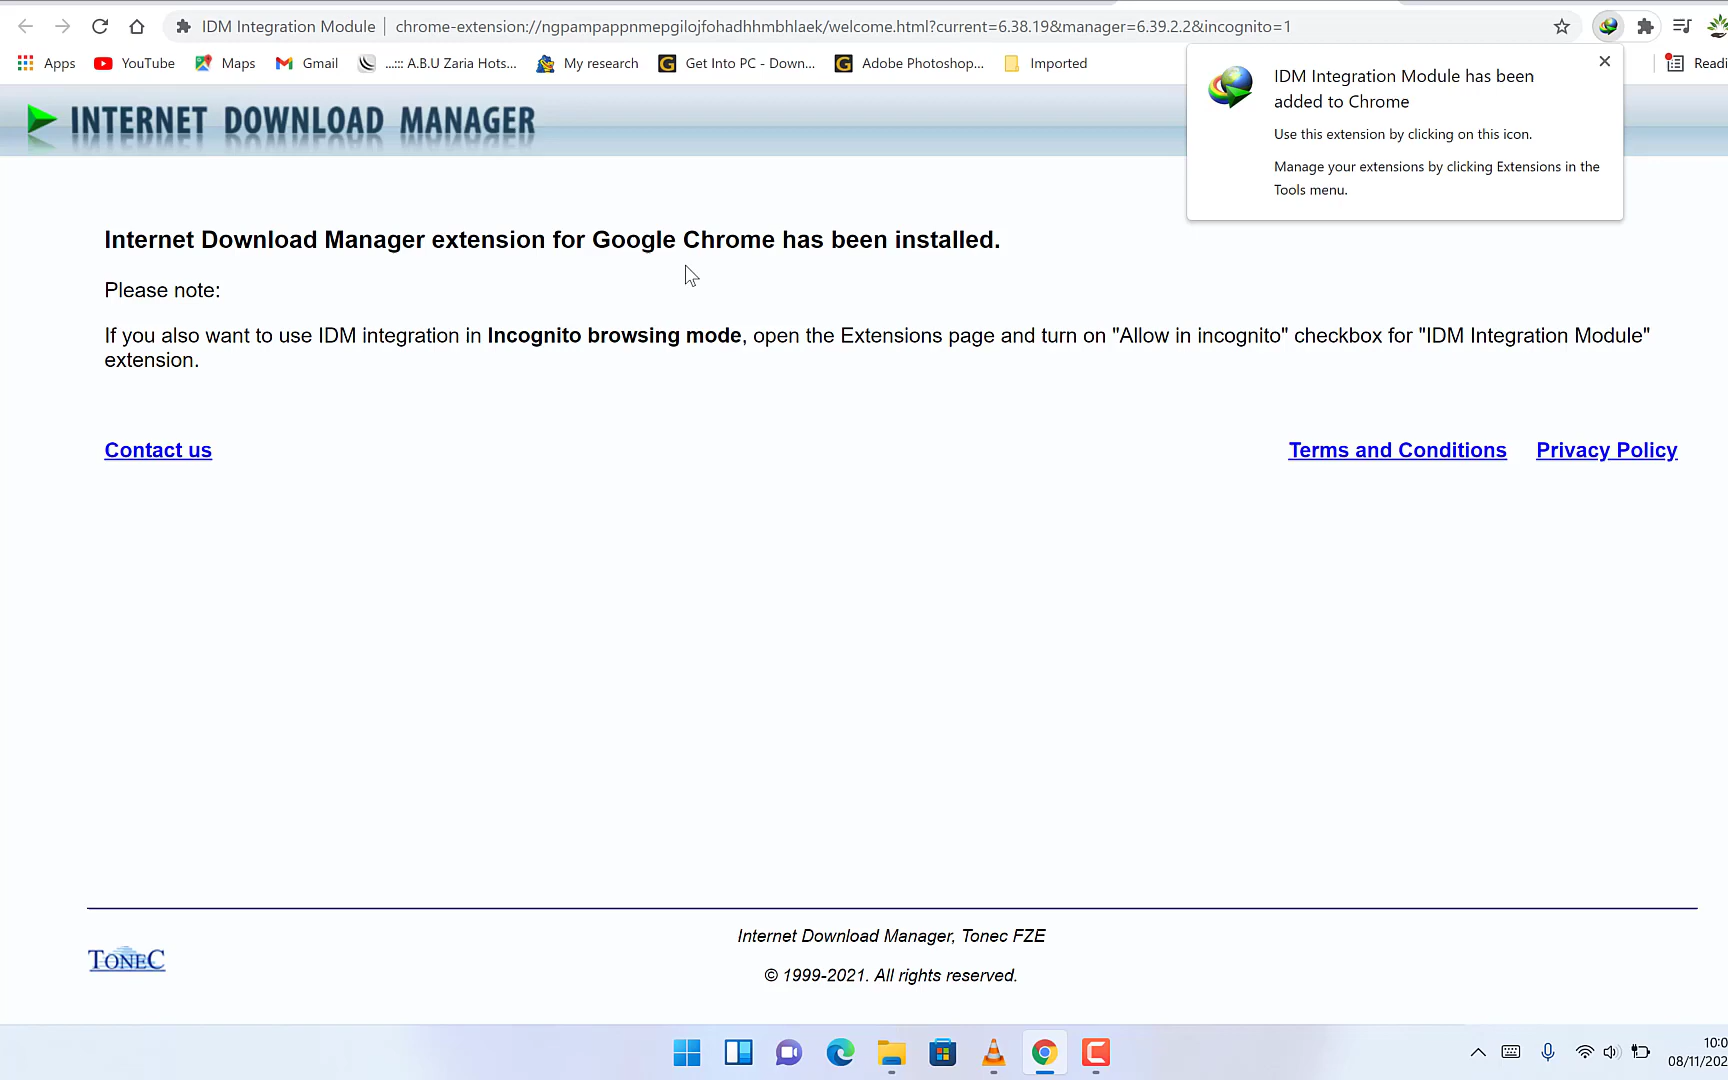 IDM Integration Module | chrome-extension://ngpampappnmepgilojfohadhhmbhlaek/welcome.html?current=6.38.19&manager=6.39.2.2&incognito=1
Apps YouTube Maps Gmail ..::: A.B.U Zaria Hots... My research Get Into PC - Down... Adobe Photoshop... Imported Readi
IDM Integration Module has been
added to Chrome
Use this extension by clicking on this icon.
Manage your extensions by clicking Extensions in the
Tools menu.
INTERNET DOWNLOAD MANAGER
Internet Download Manager extension for Google Chrome has been installed.
Please note:
If you also want to use IDM integration in Incognito browsing mode, open the Extensions page and turn on "Allow in incognito" checkbox for "IDM Integration Module"
extension.
Contact us Terms and Conditions Privacy Policy
Internet Download Manager, Tonec FZE
TONEC
© 1999-2021. All rights reserved.
10:0
08/11/202